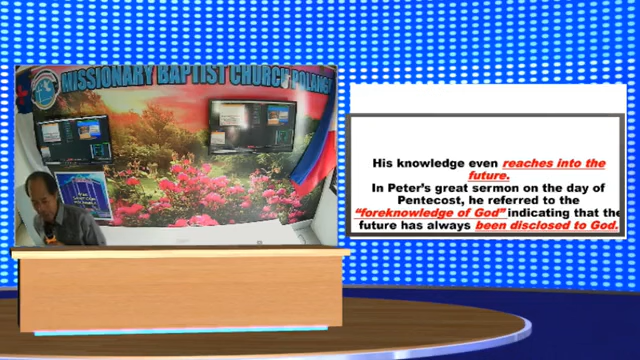 MISSIONARY BAPTIST CHURCH POLANGUI
His knowledge even reaches into the
future.
In Peter's great sermon on the day of
Pentecost, he referred to the
"foreknowledge of God" indicating that the
future has always been disclosed to God.